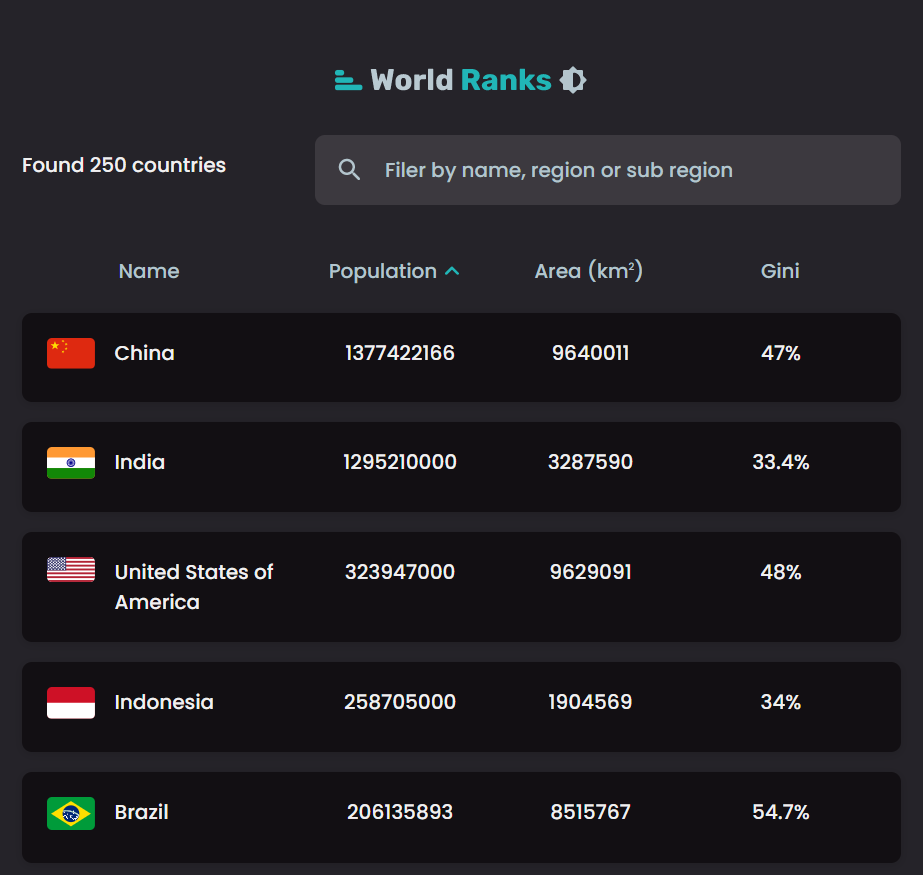 World Ranks
Found 250 countries
Filer by name, region or sub region
Name Population Area (km²) Gini
China 1377422166 9640011 47%
India 1295210000 3287590 33.4%
United States of 323947000 9629091 48%
America
Indonesia 258705000 1904569 34%
Brazil 206135893 8515767 54.7%